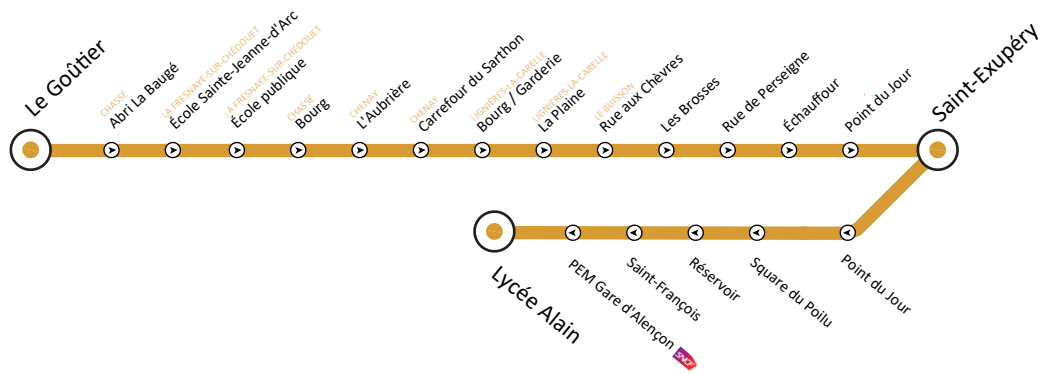 Le Goûtier
CHASSÉ
Abri La Baugé
LA FRESNAYE-SUR-CHÉDOUET
École Sainte-Jeanne-d'Arc
LA FRESNAYE-SUR-CHÉDOUET
École publique
CHASSÉ
Bourg
CHENAY
L'Aubrière
CHENAY
Carrefour du Sarthon
LIGNIÈRES-LA-CARELLE
Bourg / Garderie
LIGNIÈRES-LA-CARELLE
La Plaine
LE BUISSON
Rue aux Chèvres
Les Brosses
Rue de Perseigne
Échauffour
Point du Jour
Saint-Exupéry
Point du Jour
Square du Poilu
Réservoir
Saint-François
PEM Gare d'Alençon
SNCF
Lycée Alain